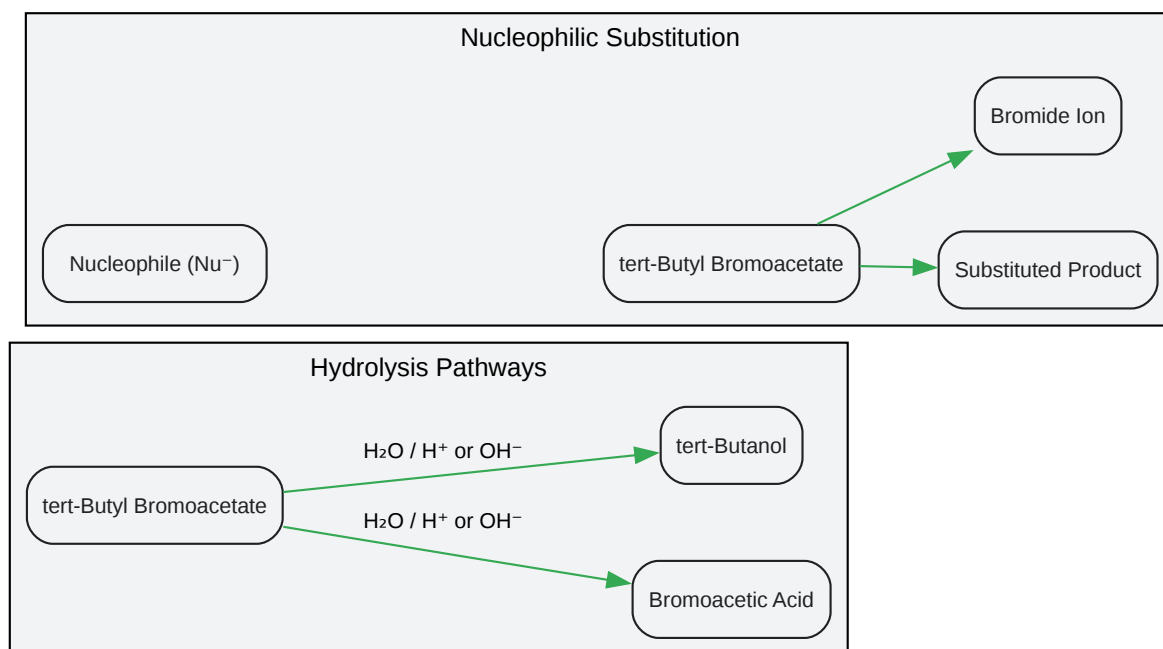 Nucleophilic Substitution
Bromide Ion
Nucleophile (Nu⁻)
tert-Butyl Bromoacetate
Substituted Product
Hydrolysis Pathways
tert-Butanol
H₂O / H⁺ or OH⁻
tert-Butyl Bromoacetate
H₂O / H⁺ or OH⁻
Bromoacetic Acid